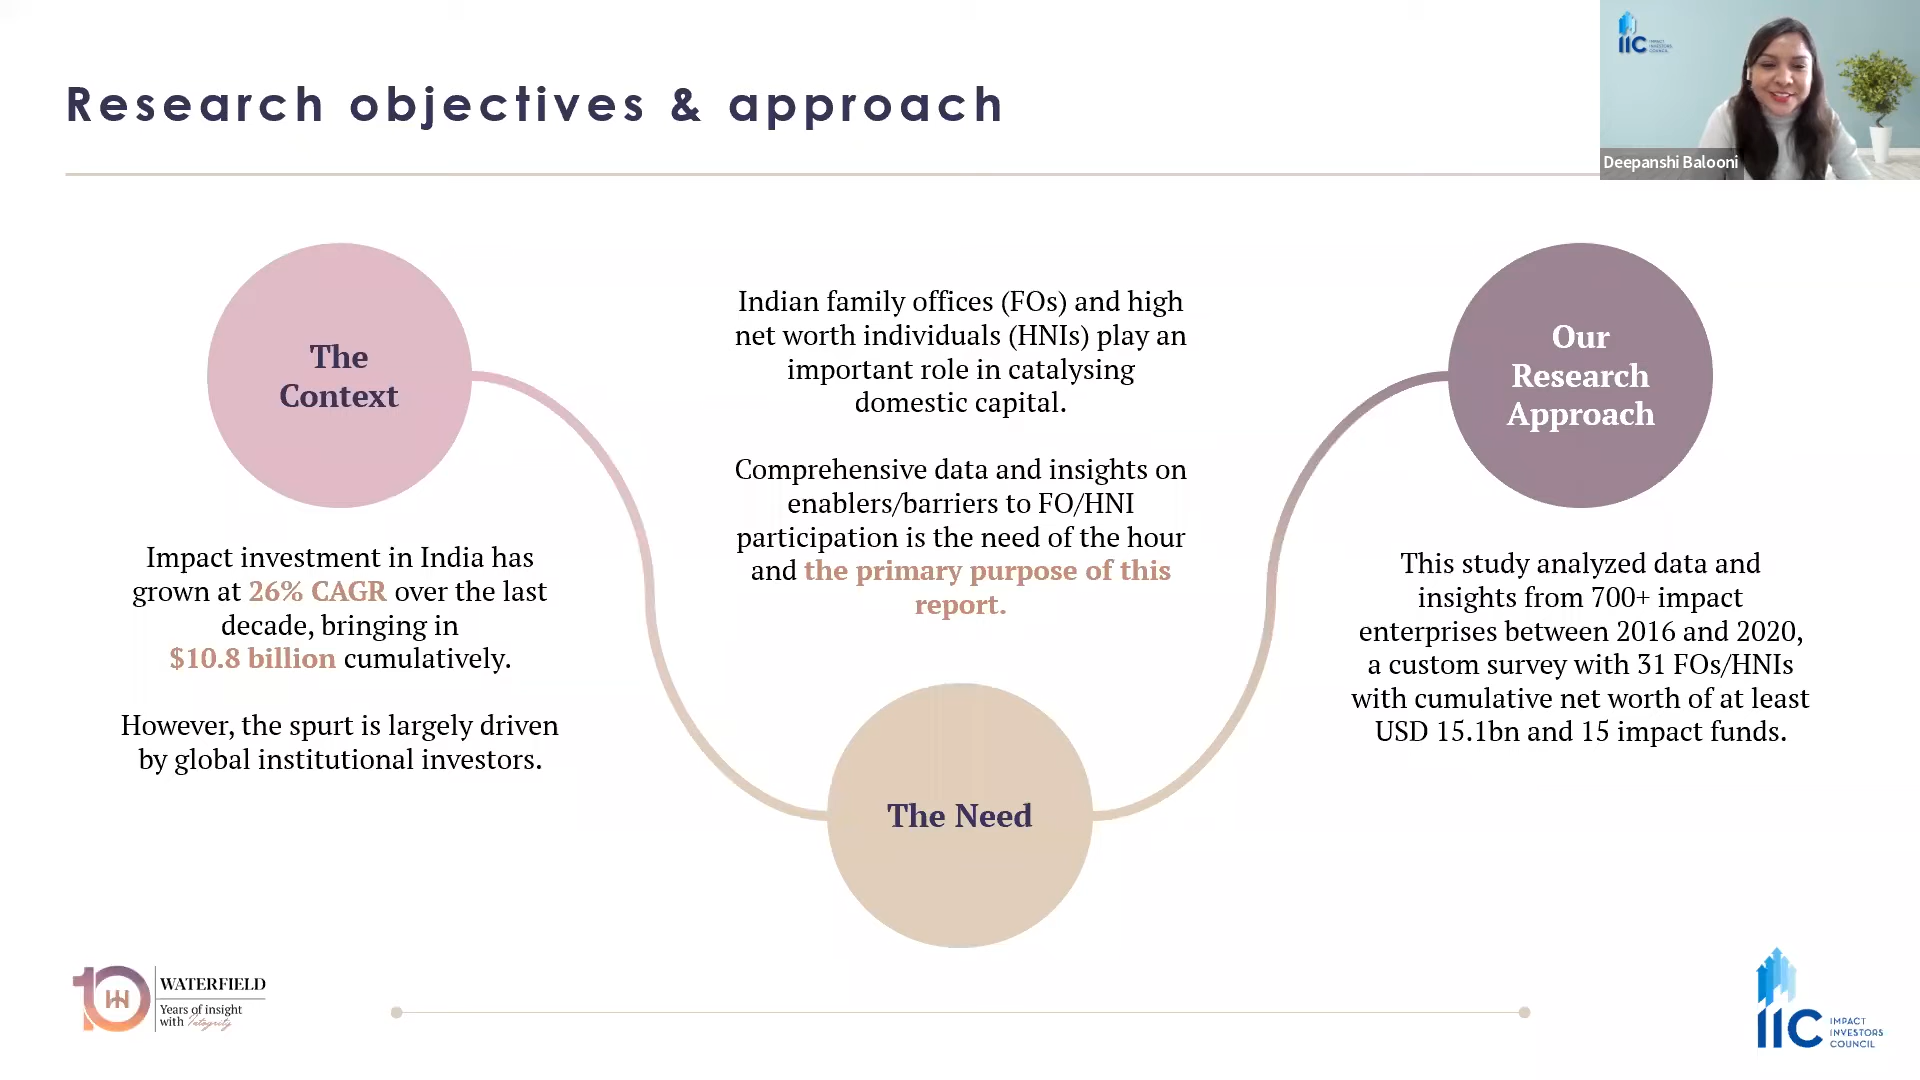 Research objectives & approach
IIC
IMPACT
INVESTORS
COUNCIL
Deepanshi Balooni
The
Context
Impact investment in India has
grown at 26% CAGR over the last
decade, bringing in
$10.8 billion cumulatively.
However, the spurt is largely driven
by global institutional investors.
Indian family offices (FOs) and high
net worth individuals (HNIs) play an
important role in catalysing
domestic capital.
Comprehensive data and insights on
enablers/barriers to FO/HNI
participation is the need of the hour
and the primary purpose of this
report.
The Need
Our
Research
Approach
This study analyzed data and
insights from 700+ impact
enterprises between 2016 and 2020,
a custom survey with 31 FOs/HNIs
with cumulative net worth of at least
USD 15.1bn and 15 impact funds.
10
WATERFIELD
Years of insight
with Integrity
IIC
IMPACT
INVESTORS
COUNCIL